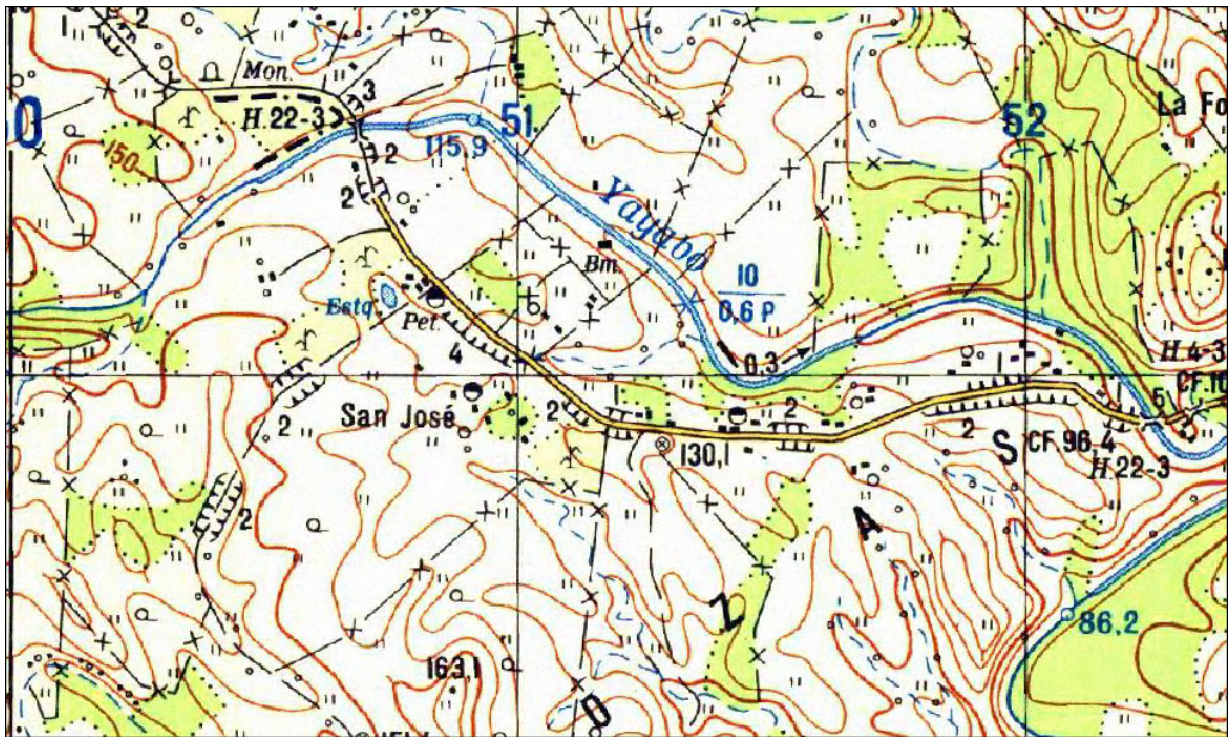 2
1
Mon.
3
H.22-3
51
52
La Fo
115,9
150
2
2
Yayabo
Bm.
10
0,6 P
Estq.
Pet.
4
0.3
1
H.4-3
5
San José
2
2
2
2
130,1
S
CF.96.4
H.22-3
2
A
Z
86.2
163,1
D